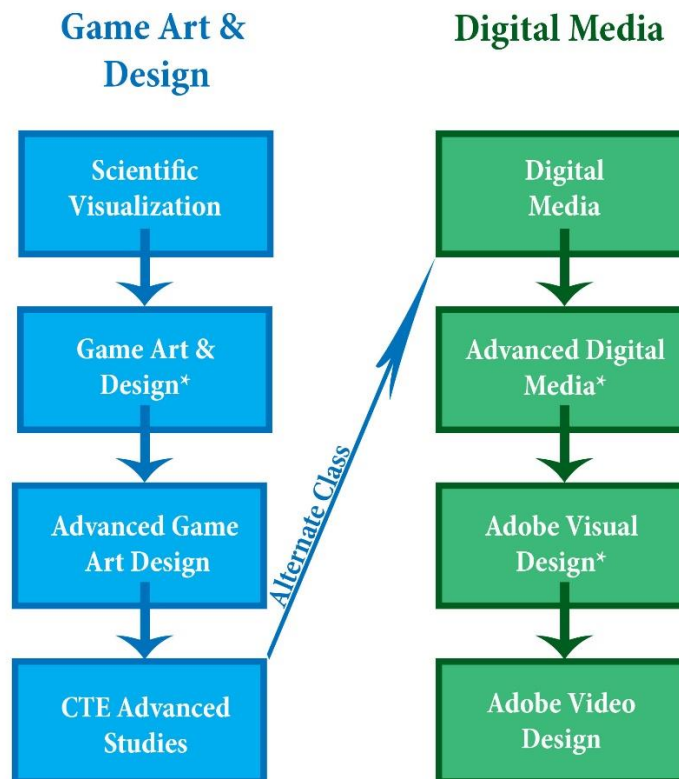 Game Art &
Design
Scientific
Visualization
Game Art &
Design*
Advanced Game
Art Design
CTE Advanced
Studies
Alternate Class
Digital Media
Digital
Media
Advanced Digital
Media*
Adobe Visual
Design*
Adobe Video
Design